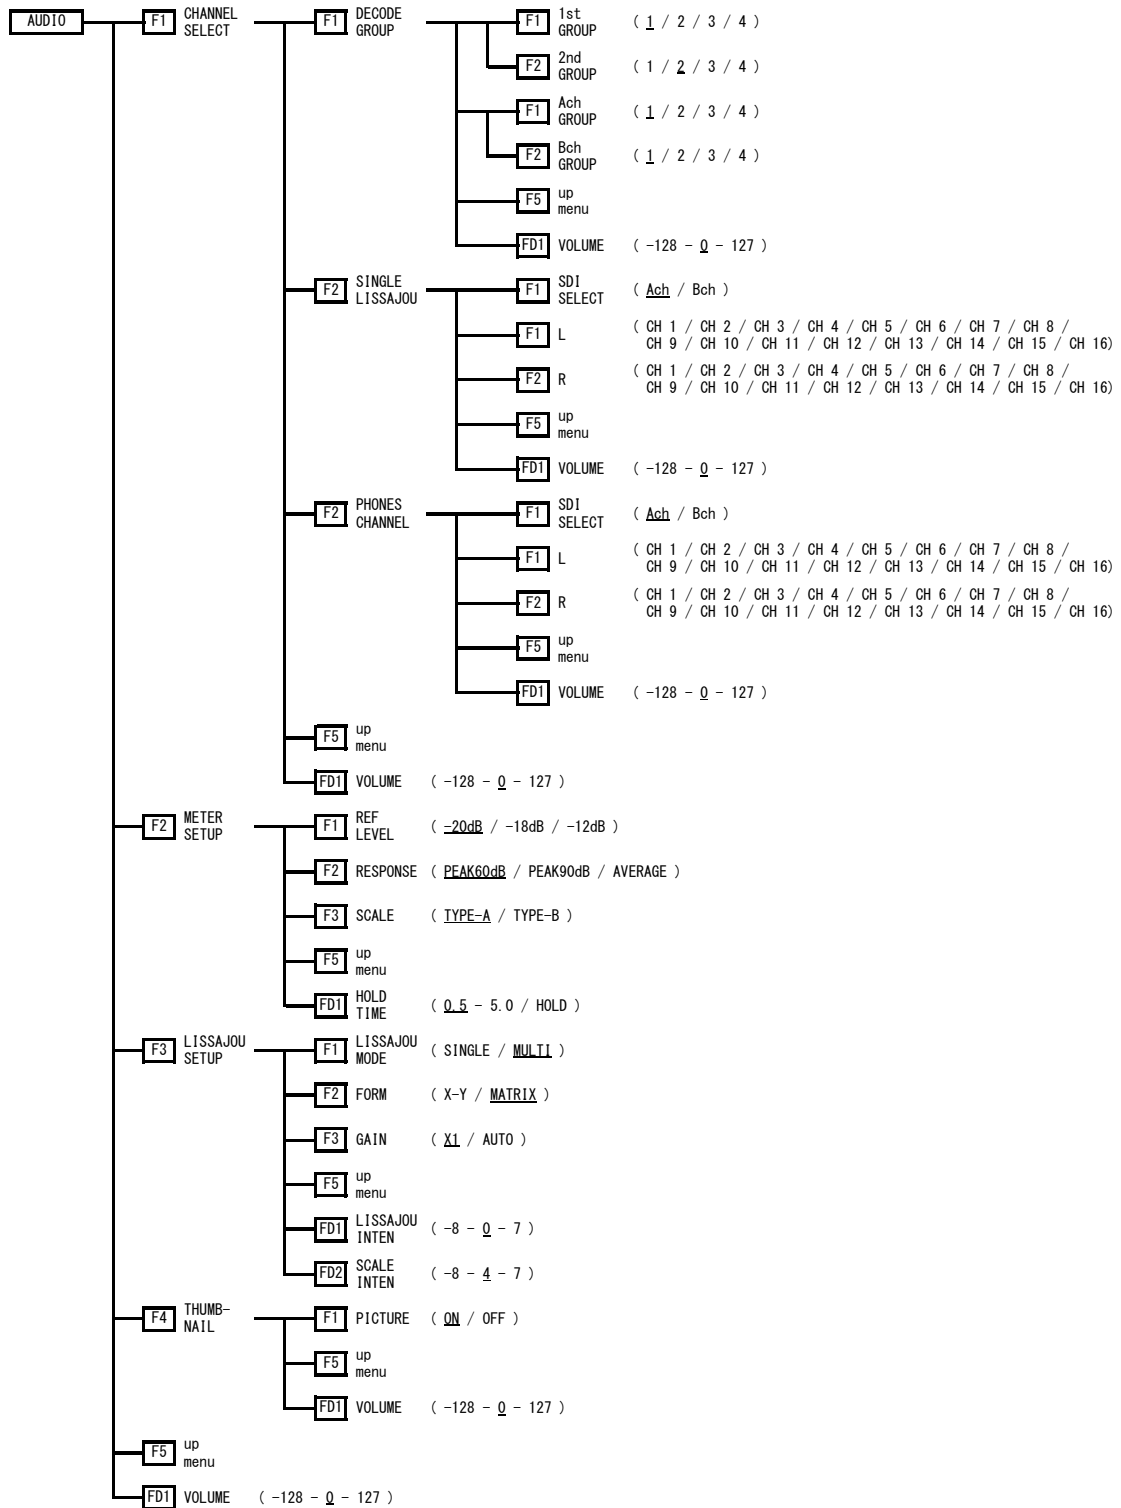 AUDIO F1 CHANNEL F1 DECODE F1 1st ( 1 / 2 / 3 / 4 )
SELECT GROUP GROUP
F2 2nd ( 1 / 2 / 3 / 4 )
GROUP
F1 Ach ( 1 / 2 / 3 / 4 )
GROUP
F2 Bch ( 1 / 2 / 3 / 4 )
GROUP
F5 up
menu
FD1 VOLUME ( -128 - 0 - 127 )
F2 SINGLE F1 SDI ( Ach / Bch )
LISSAJOU SELECT
F1 L ( CH 1 / CH 2 / CH 3 / CH 4 / CH 5 / CH 6 / CH 7 / CH 8 /
CH 9 / CH 10 / CH 11 / CH 12 / CH 13 / CH 14 / CH 15 / CH 16)
F2 R ( CH 1 / CH 2 / CH 3 / CH 4 / CH 5 / CH 6 / CH 7 / CH 8 /
CH 9 / CH 10 / CH 11 / CH 12 / CH 13 / CH 14 / CH 15 / CH 16)
F5 up
menu
FD1 VOLUME ( -128 - 0 - 127 )
F2 PHONES F1 SDI ( Ach / Bch )
CHANNEL SELECT
F1 L ( CH 1 / CH 2 / CH 3 / CH 4 / CH 5 / CH 6 / CH 7 / CH 8 /
CH 9 / CH 10 / CH 11 / CH 12 / CH 13 / CH 14 / CH 15 / CH 16)
F2 R ( CH 1 / CH 2 / CH 3 / CH 4 / CH 5 / CH 6 / CH 7 / CH 8 /
CH 9 / CH 10 / CH 11 / CH 12 / CH 13 / CH 14 / CH 15 / CH 16)
F5 up
menu
FD1 VOLUME ( -128 - 0 - 127 )
F5 up
menu
FD1 VOLUME ( -128 - 0 - 127 )
F2 METER F1 REF ( -20dB / -18dB / -12dB )
SETUP LEVEL
F2 RESPONSE ( PEAK60dB / PEAK90dB / AVERAGE )
F3 SCALE ( TYPE-A / TYPE-B )
F5 up
menu
FD1 HOLD ( 0.5 - 5.0 / HOLD )
TIME
F3 LISSAJOU F1 LISSAJOU ( SINGLE / MULTI )
SETUP MODE
F2 FORM ( X-Y / MATRIX )
F3 GAIN ( X1 / AUTO )
F5 up
menu
FD1 LISSAJOU ( -8 - 0 - 7 )
INTEN
FD2 SCALE ( -8 - 4 - 7 )
INTEN
F4 THUMB- F1 PICTURE ( ON / OFF )
NAIL
F5 up
menu
FD1 VOLUME ( -128 - 0 - 127 )
F5 up
menu
FD1 VOLUME ( -128 - 0 - 127 )